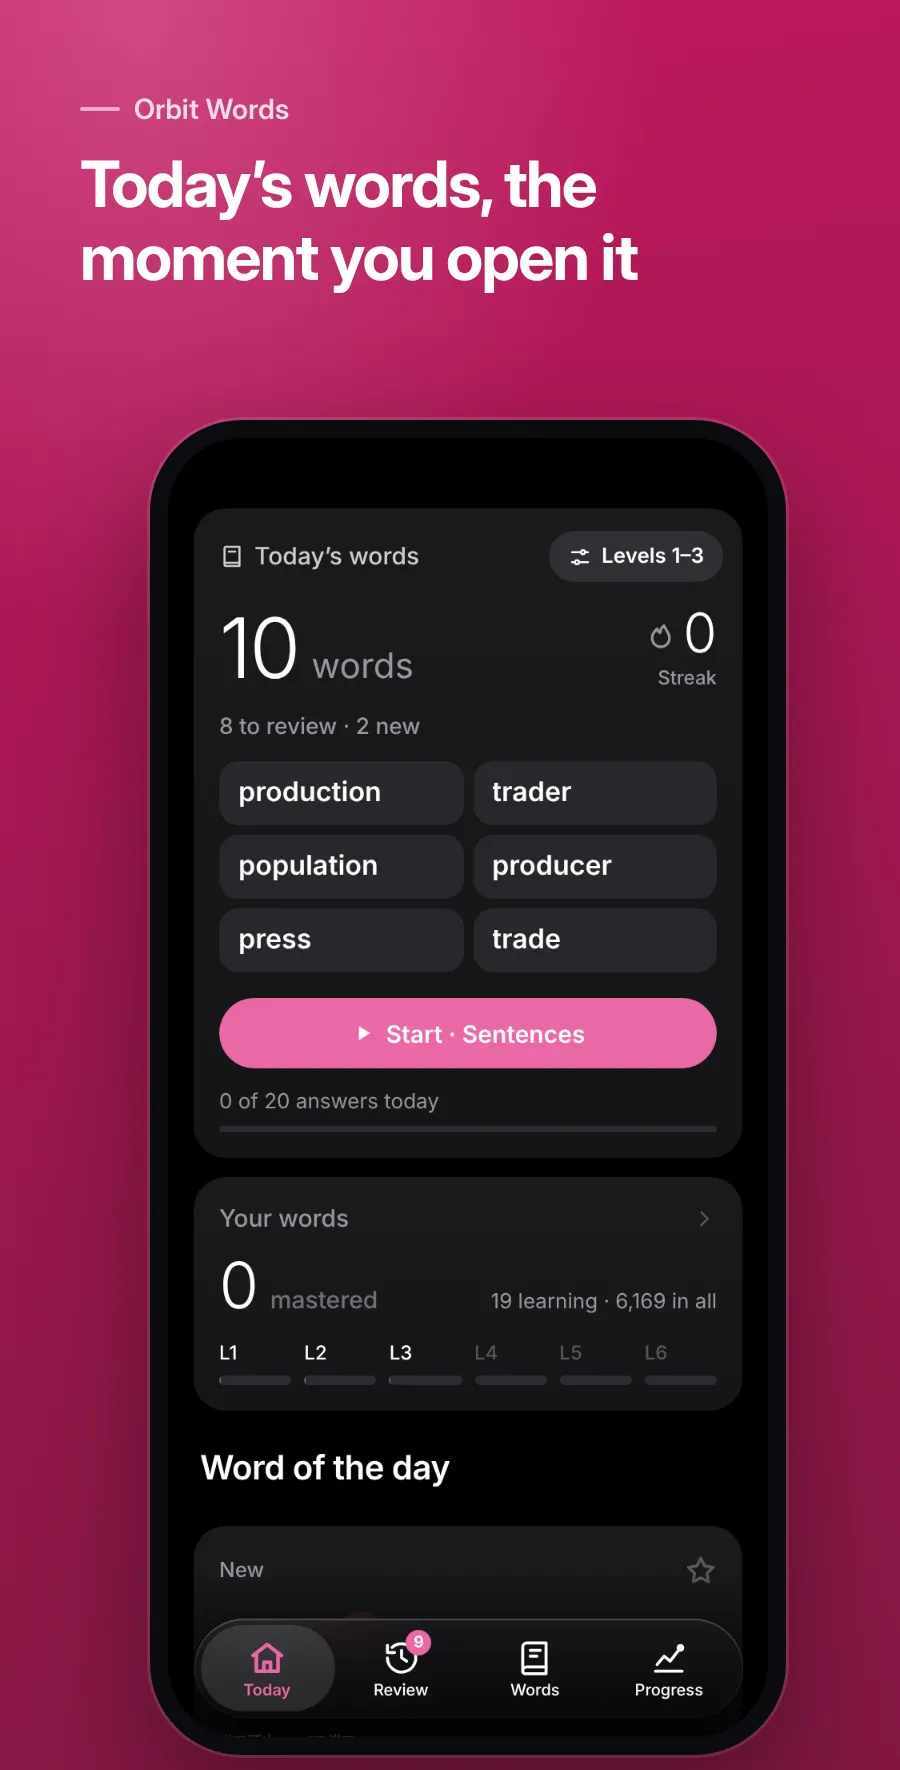 Orbit Words
Today's words, the
moment you open it
Today's words
Levels 1–3
10 words
0
Streak
8 to review · 2 new
production
trader
population
producer
press
trade
Start · Sentences
0 of 20 answers today
Your words
0 mastered
19 learning · 6,169 in all
L1 L2 L3 L4 L5 L6
Word of the day
New
9
Today Review Words Progress